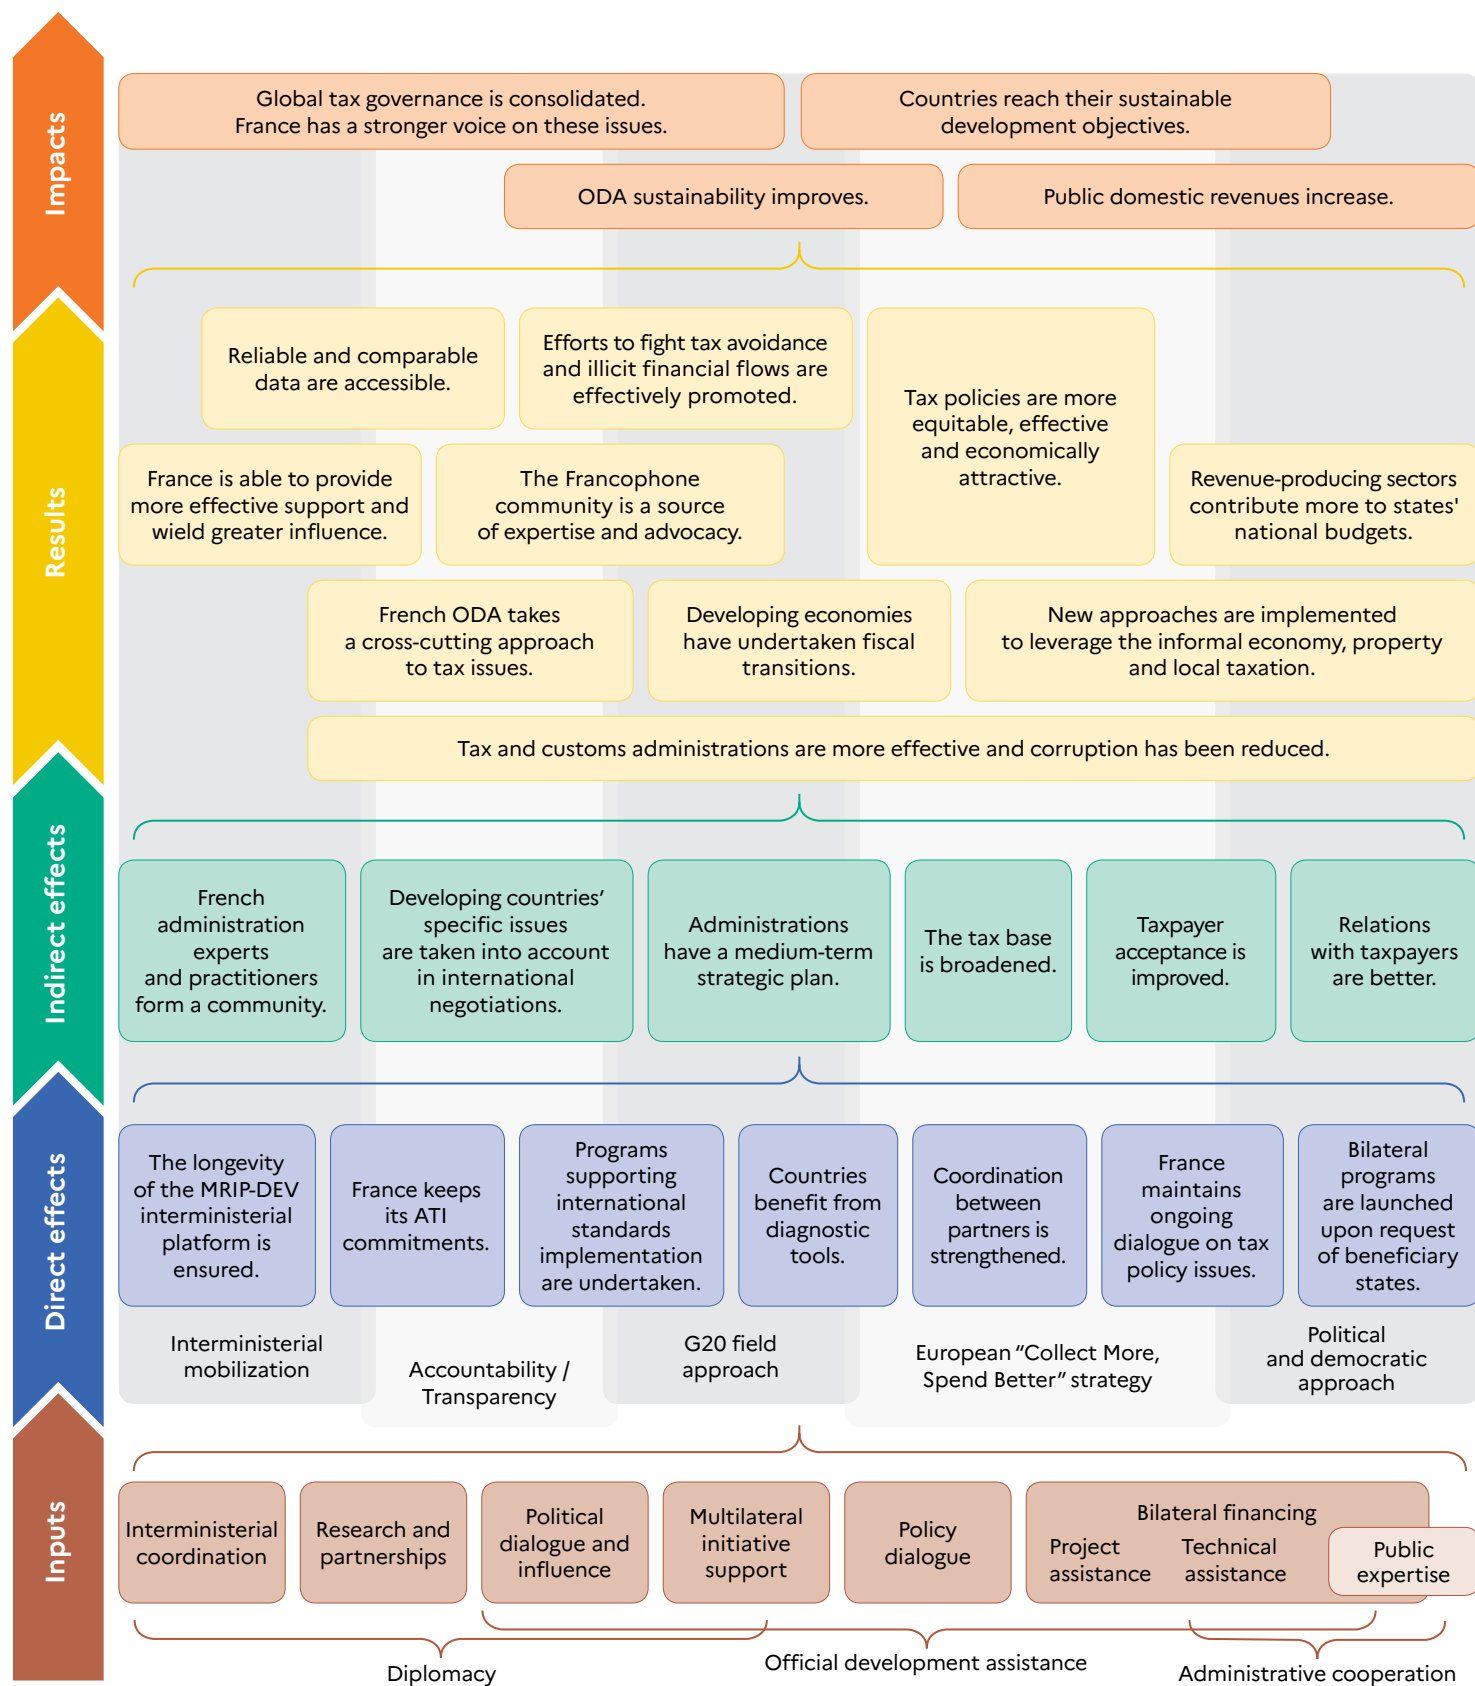 Impacts
Global tax governance is consolidated.
France has a stronger voice on these issues.
Countries reach their sustainable
development objectives.
ODA sustainability improves.
Public domestic revenues increase.
Results
Reliable and comparable
data are accessible.
Efforts to fight tax avoidance
and illicit financial flows are
effectively promoted.
Tax policies are more
equitable, effective
and economically
attractive.
France is able to provide
more effective support and
wield greater influence.
The Francophone
community is a source
of expertise and advocacy.
Revenue-producing sectors
contribute more to states'
national budgets.
French ODA takes
a cross-cutting approach
to tax issues.
Developing economies
have undertaken fiscal
transitions.
New approaches are implemented
to leverage the informal economy, property
and local taxation.
Tax and customs administrations are more effective and corruption has been reduced.
Indirect effects
French
administration
experts
and practitioners
form a community.
Developing countries’
specific issues
are taken into account
in international
negotiations.
Administrations
have a medium-term
strategic plan.
The tax base
is broadened.
Taxpayer
acceptance is
improved.
Relations
with taxpayers
are better.
Direct effects
The longevity
of the MRIP-DEV
interministerial
platform is
ensured.
France keeps
its ATI
commitments.
Programs
supporting
international
standards
implementation
are undertaken.
Countries
benefit from
diagnostic
tools.
Coordination
between
partners is
strengthened.
France
maintains
ongoing
dialogue on tax
policy issues.
Bilateral
programs
are launched
upon request
of beneficiary
states.
Interministerial
mobilization
Accountability /
Transparency
G20 field
approach
European “Collect More,
Spend Better” strategy
Political
and democratic
approach
Inputs
Interministerial
coordination
Research and
partnerships
Political
dialogue and
influence
Multilateral
initiative
support
Policy
dialogue
Bilateral financing
Project
assistance
Technical
assistance
Public
expertise
Diplomacy
Official development assistance
Administrative cooperation